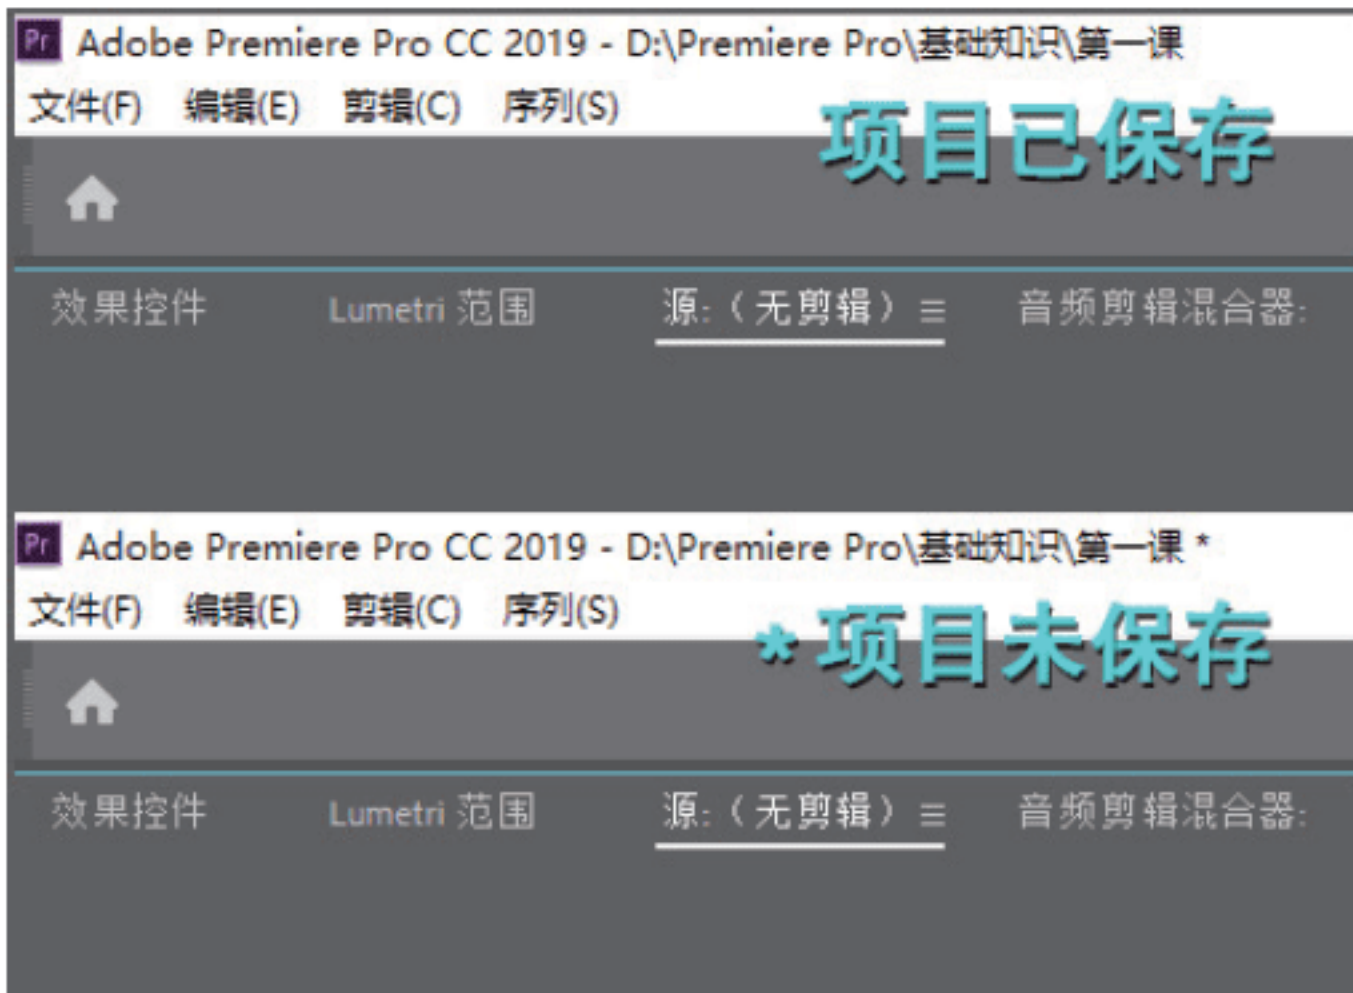 Pr Adobe Premiere Pro CC 2019 - D:\Premiere Pro\基础知识\第一课
文件(F) 编辑(E) 剪辑(C) 序列(S)
项目已保存
效果控件 Lumetri 范围 源:（无剪辑） 音频剪辑混合器:
Pr Adobe Premiere Pro CC 2019 - D:\Premiere Pro\基础知识\第一课 *
文件(F) 编辑(E) 剪辑(C) 序列(S)
*项目未保存
效果控件 Lumetri 范围 源:（无剪辑） 音频剪辑混合器: